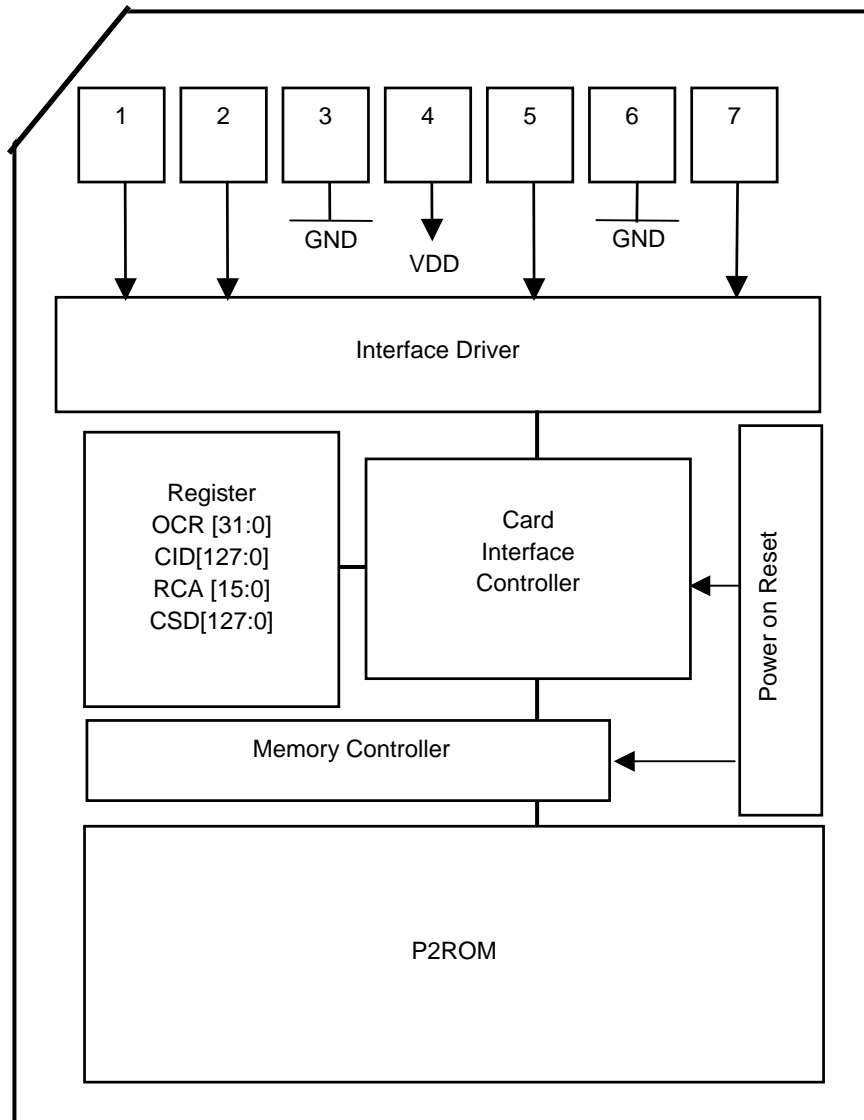 1
2
3
4
5
6
7
GND
GND
VDD
Interface Driver
Register
OCR [31:0]
CID[127:0]
RCA [15:0]
CSD[127:0]
Card
Interface
Controller
Power on Reset
Memory Controller
P2ROM